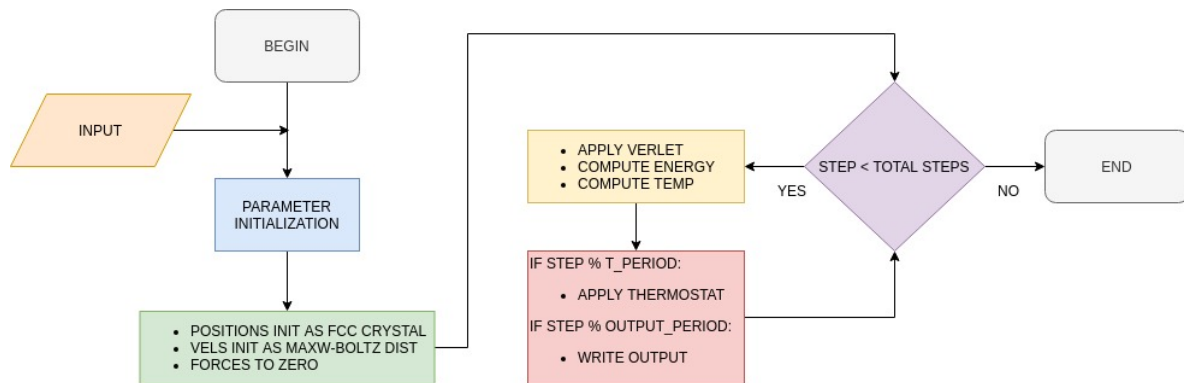 BEGIN
INPUT
PARAMETER
INITIALIZATION
• POSITIONS INIT AS FCC CRYSTAL
• VELS INIT AS MAXW-BOLTZ DIST
• FORCES TO ZERO
STEP < TOTAL STEPS
YES
NO
END
• APPLY VERLET
• COMPUTE ENERGY
• COMPUTE TEMP
IF STEP % T_PERIOD:
• APPLY THERMOSTAT
IF STEP % OUTPUT_PERIOD:
• WRITE OUTPUT